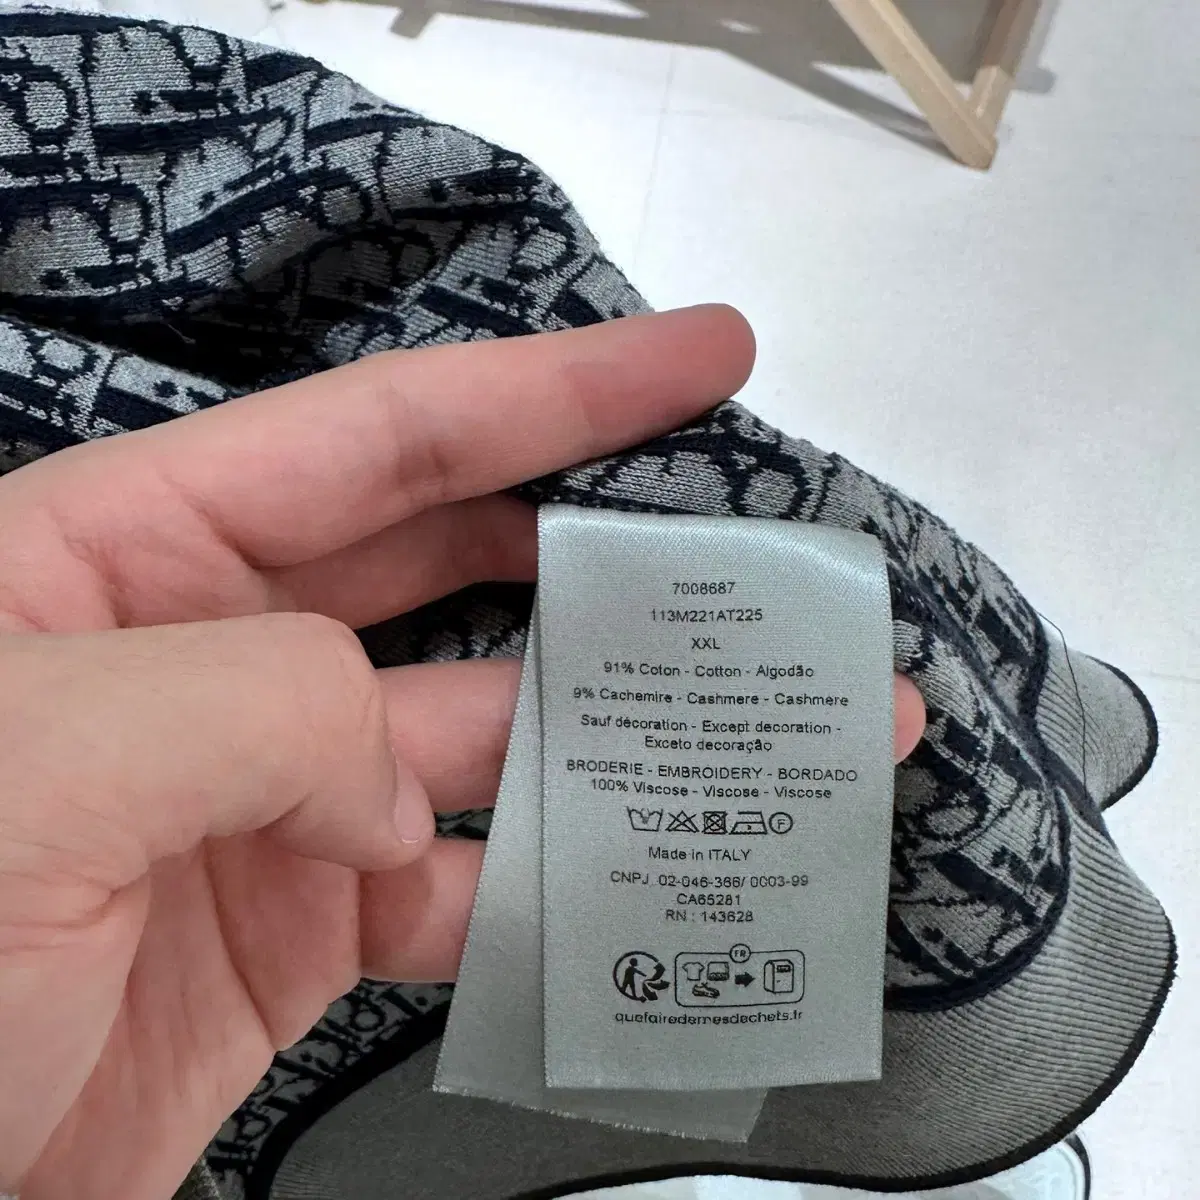 7008687
113M221AT225
XXL
91% Coton - Cotton - Algodão
9% Cachemire - Cashmere - Cashmere
Sauf décoration - Except decoration -
Exceto decoração
BRODERIE - EMBROIDERY - BORDADO
100% Viscose - Viscose - Viscose
F
Made in ITALY
CNPJ 02-046-366/ 0003-99
CA65281
RN : 143628
FR
quefairedemesdechets.fr